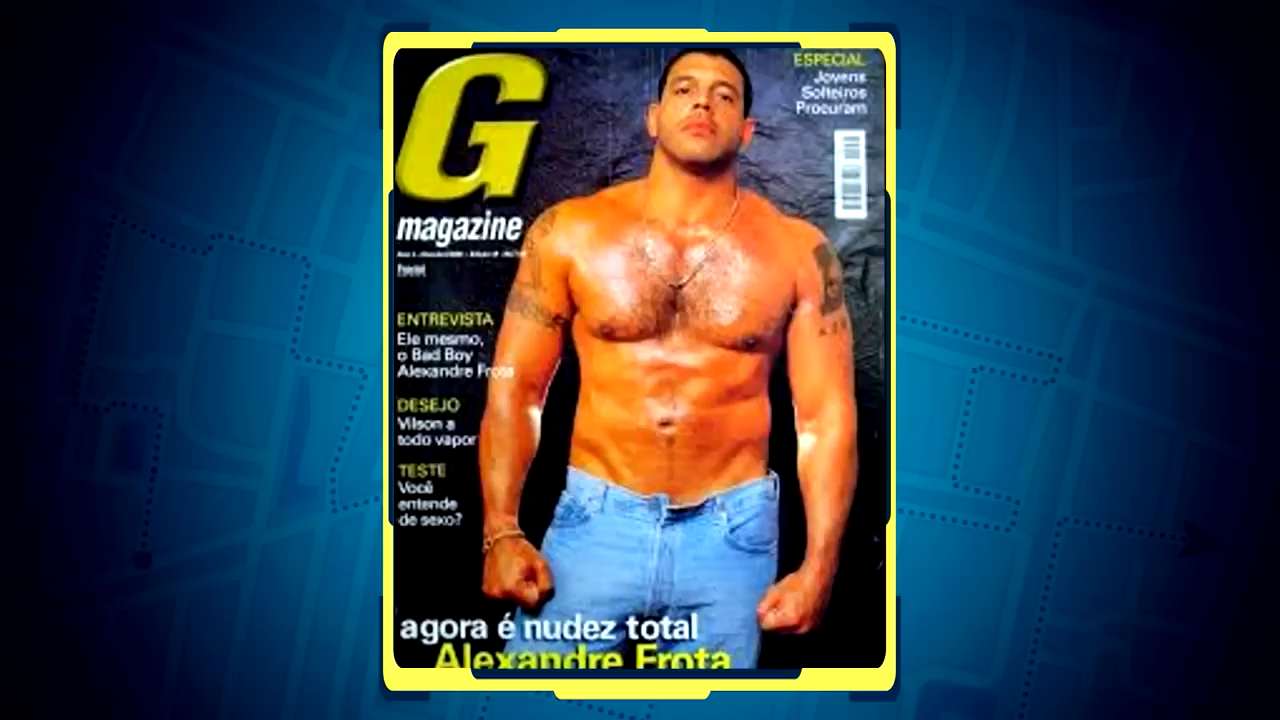 G
magazine
ESPECIAL
Jovens
Solteiros
Procuram
ENTREVISTA
Ele mesmo,
o Bad Boy
Alexandre Frota
DESEJO
Vilson a
todo vapor
TESTE
Você
entende
de sexo?
agora é nudez total
Alexandre Frota